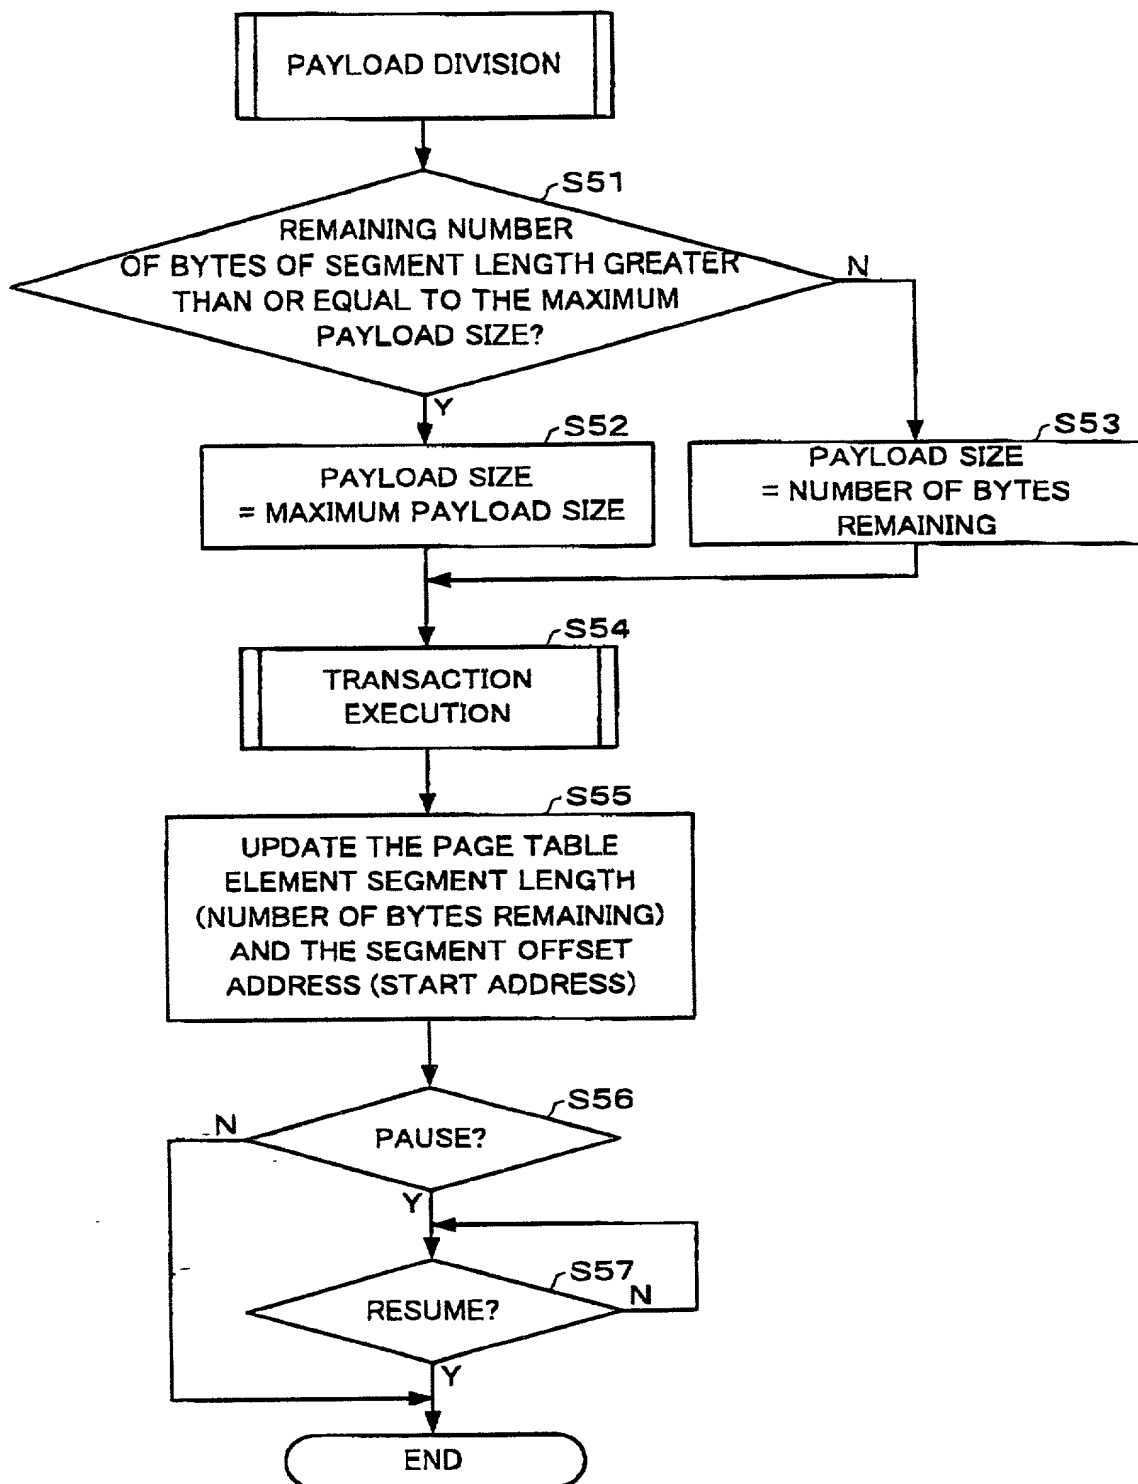 PAYLOAD DIVISION
S51
REMAINING NUMBER
OF BYTES OF SEGMENT LENGTH GREATER
THAN OR EQUAL TO THE MAXIMUM
PAYLOAD SIZE?
N
Y
S52
PAYLOAD SIZE
= MAXIMUM PAYLOAD SIZE
S53
PAYLOAD SIZE
= NUMBER OF BYTES
REMAINING
S54
TRANSACTION
EXECUTION
S55
UPDATE THE PAGE TABLE
ELEMENT SEGMENT LENGTH
(NUMBER OF BYTES REMAINING)
AND THE SEGMENT OFFSET
ADDRESS (START ADDRESS)
S56
N
PAUSE?
Y
S57
RESUME?
N
Y
END